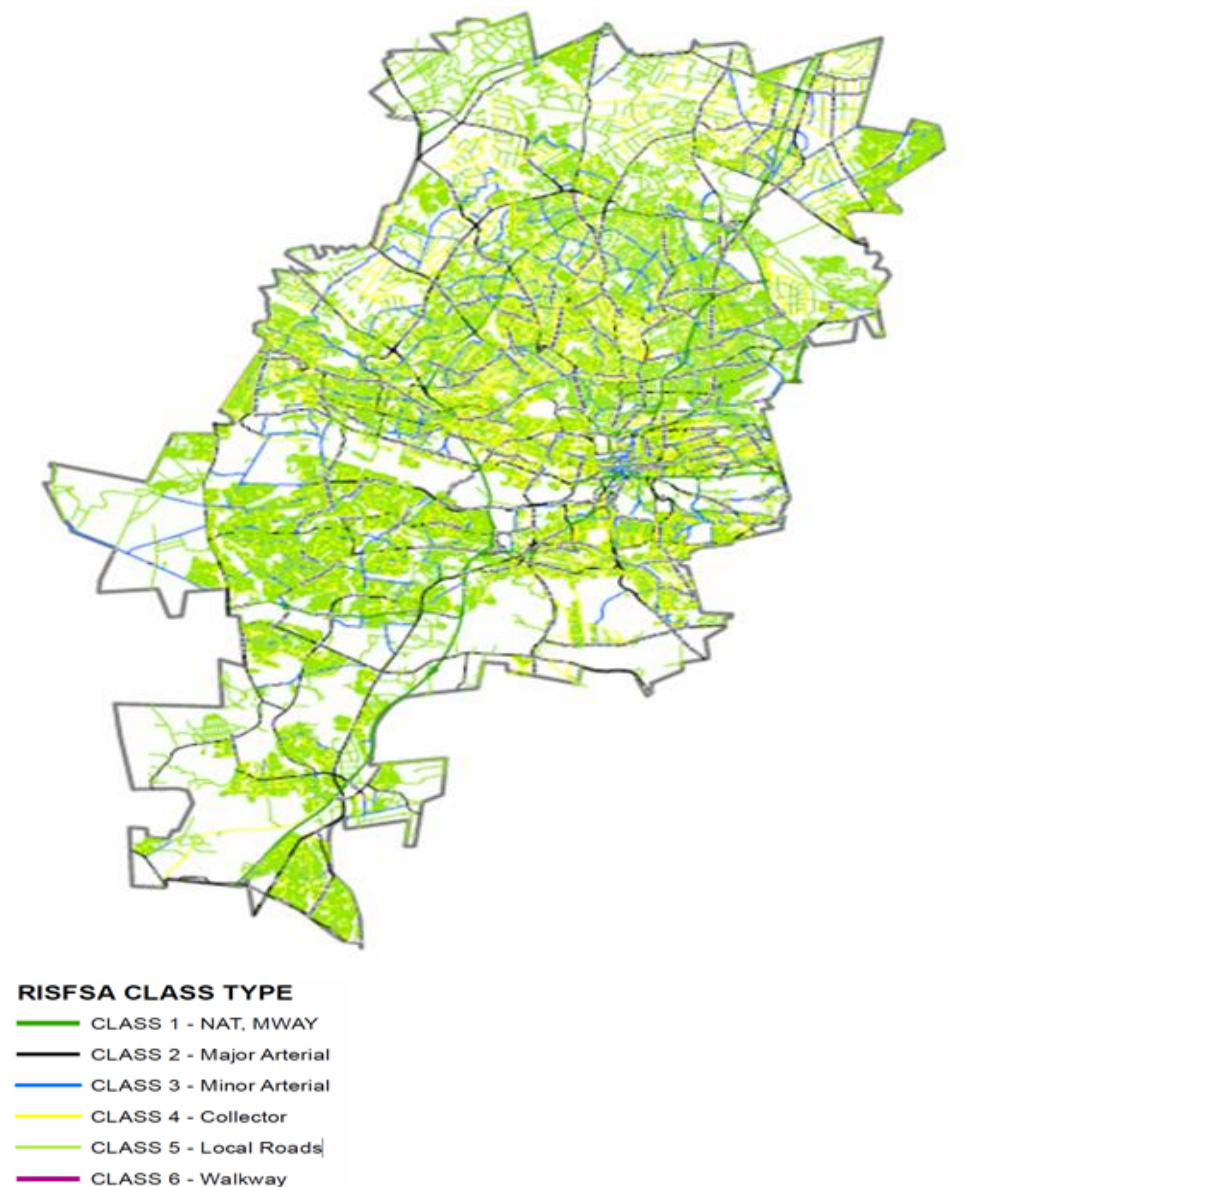 RISFSA CLASS TYPE
CLASS 1 - NAT, MWAY
CLASS 2 - Major Arterial
CLASS 3 - Minor Arterial
CLASS 4 - Collector
CLASS 5 - Local Roads
CLASS 6 - Walkway